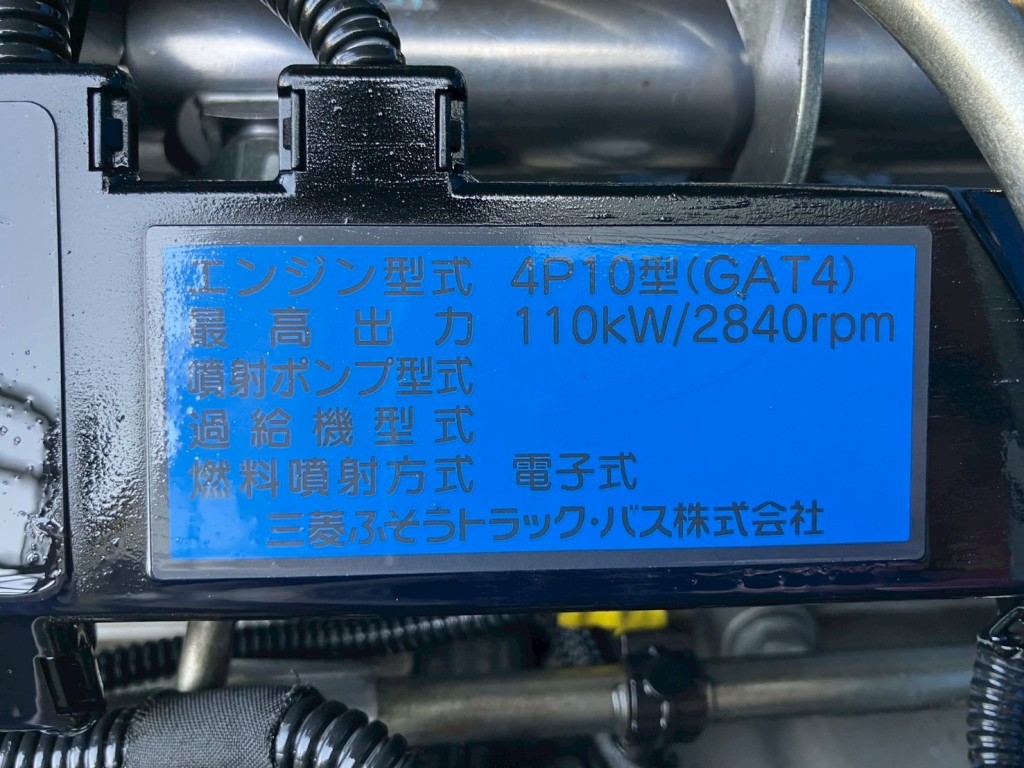 エンジン型式 4P10型(GAT4)
最高出力 110kW/2840rpm
噴射ポンプ型式
過給機型式
燃料噴射方式 電子式
三菱ふそうトラック・バス株式会社